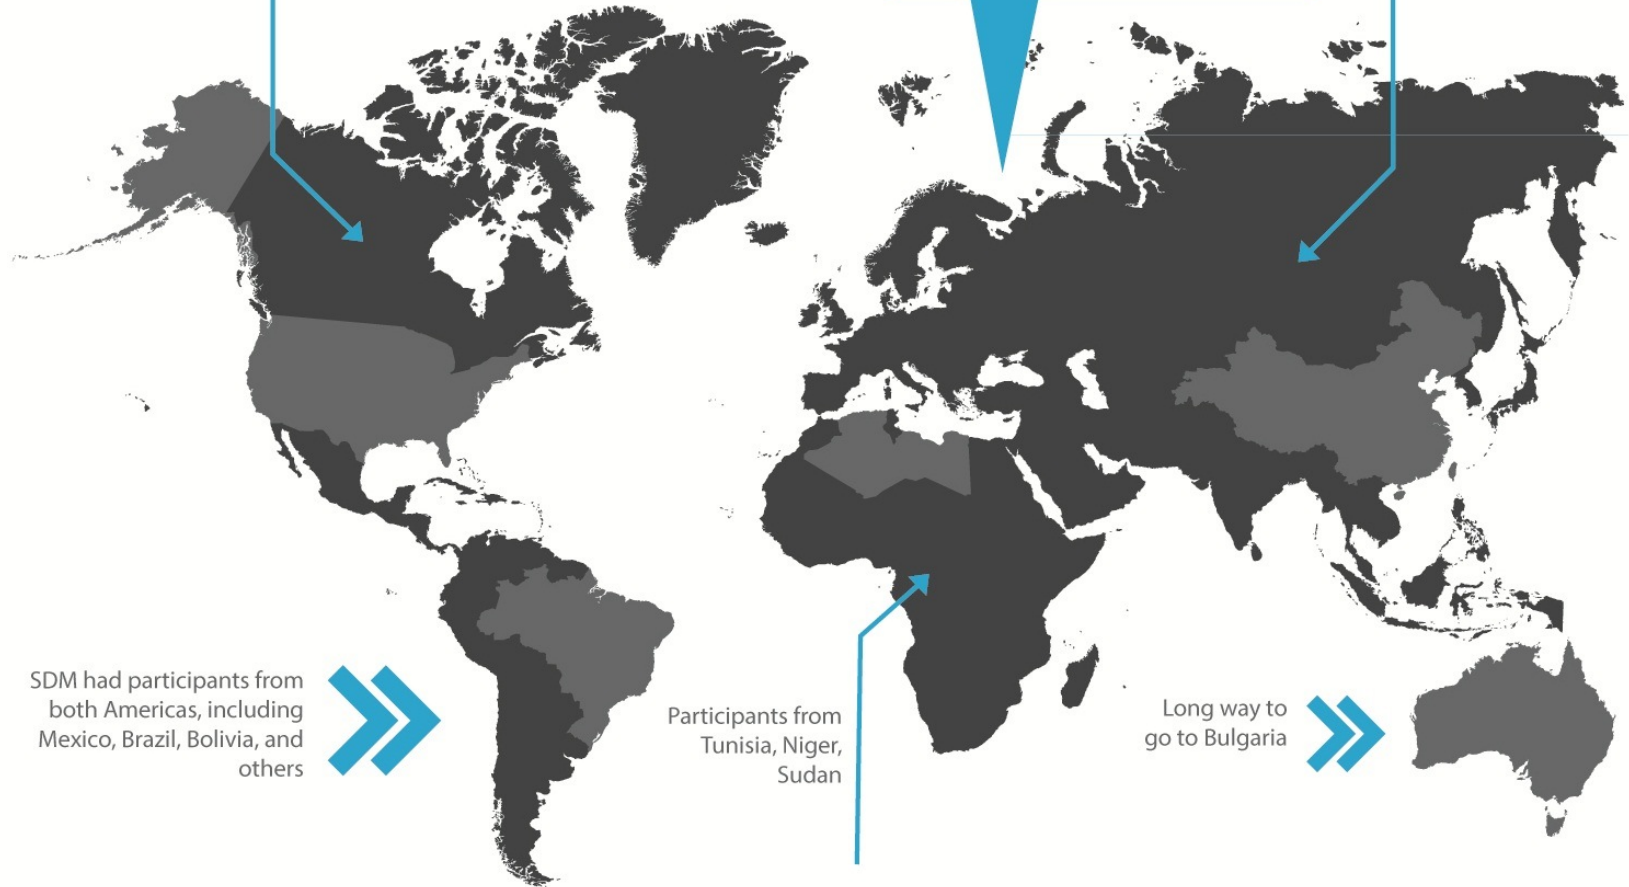 SDM had participants from
both Americas, including
Mexico, Brazil, Bolivia, and
others
Participants from
Tunisia, Niger,
Sudan
Long way to
go to Bulgaria